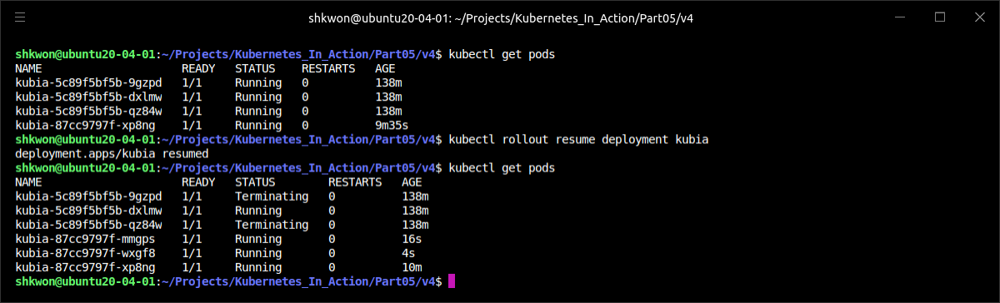 shkwon@ubuntu20-04-01: ~/Projects/Kubernetes_In_Action/Part05/v4
shkwon@ubuntu20-04-01:~/Projects/Kubernetes_In_Action/Part05/v4$ kubectl get pods
NAME READY STATUS RESTARTS AGE
kubia-5c89f5bf5b-9gzpd 1/1 Running 0 138m
kubia-5c89f5bf5b-dxlmw 1/1 Running 0 138m
kubia-5c89f5bf5b-qz84w 1/1 Running 0 138m
kubia-87cc9797f-xp8ng 1/1 Running 0 9m35s
shkwon@ubuntu20-04-01:~/Projects/Kubernetes_In_Action/Part05/v4$ kubectl rollout resume deployment kubia
deployment.apps/kubia resumed
shkwon@ubuntu20-04-01:~/Projects/Kubernetes_In_Action/Part05/v4$ kubectl get pods
NAME READY STATUS RESTARTS AGE
kubia-5c89f5bf5b-9gzpd 1/1 Terminating 0 138m
kubia-5c89f5bf5b-dxlmw 1/1 Running 0 138m
kubia-5c89f5bf5b-qz84w 1/1 Terminating 0 138m
kubia-87cc9797f-mmgps 1/1 Running 0 16s
kubia-87cc9797f-wxgf8 1/1 Running 0 4s
kubia-87cc9797f-xp8ng 1/1 Running 0 10m
shkwon@ubuntu20-04-01:~/Projects/Kubernetes_In_Action/Part05/v4$